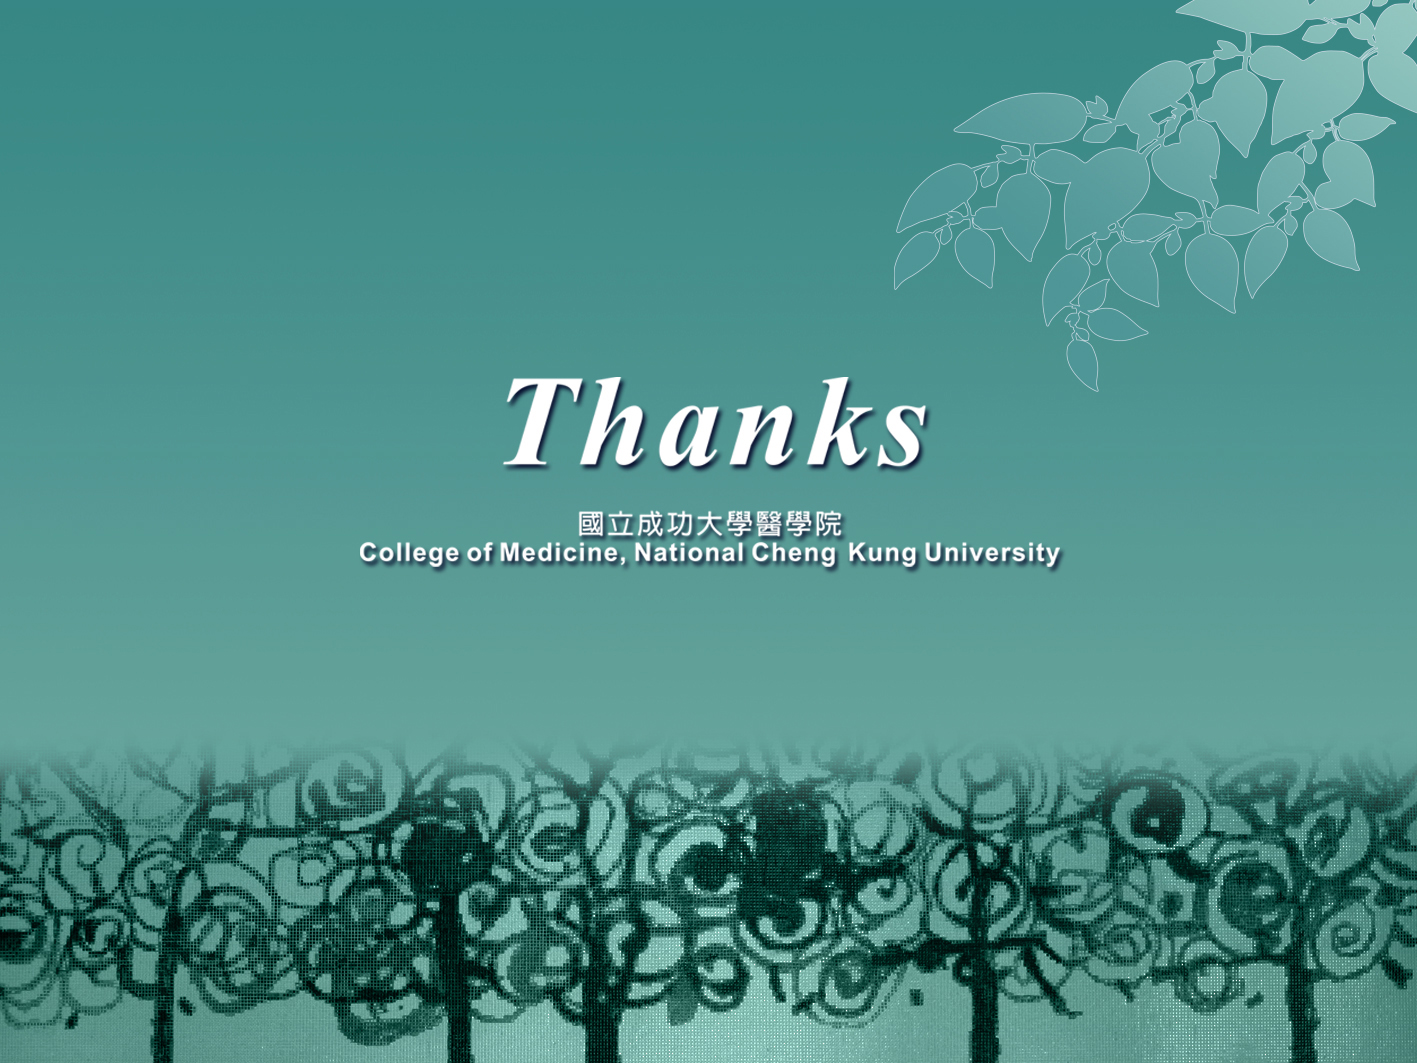 Thanks
國立成功大學醫學院
College of Medicine, National Cheng Kung University